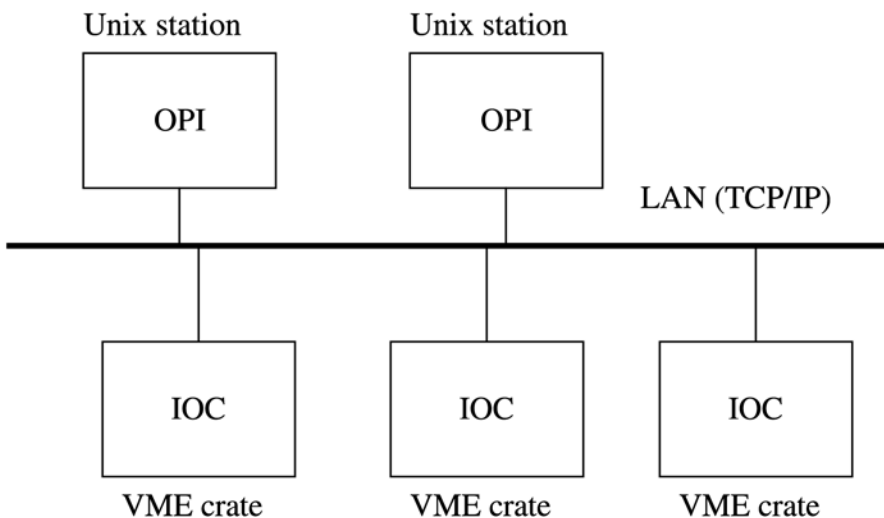 Unix station
Unix station
OPI
OPI
LAN (TCP/IP)
IOC
IOC
IOC
VME crate
VME crate
VME crate